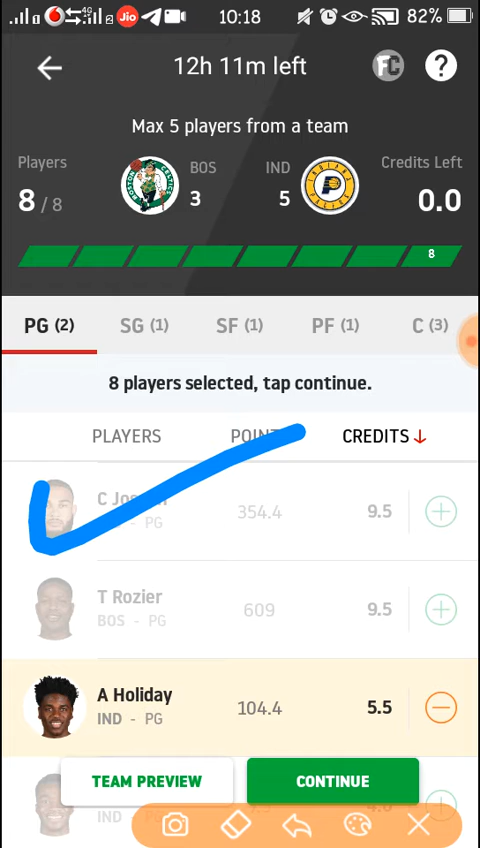 4G Jio 10:18 82%
12h 11m left FC ?
Max 5 players from a team
Players BOS IND Credits Left
8 / 8 3 5 0.0
8
PG (2) SG (1) SF (1) PF (1) C (3)
8 players selected, tap continue.
PLAYERS CREDITS
C 354.4 9.5
PG
T Rozier 609 9.5
BOS - PG
A Holiday 104.4 5.5
IND - PG
TEAM PREVIEW CONTINUE
IND